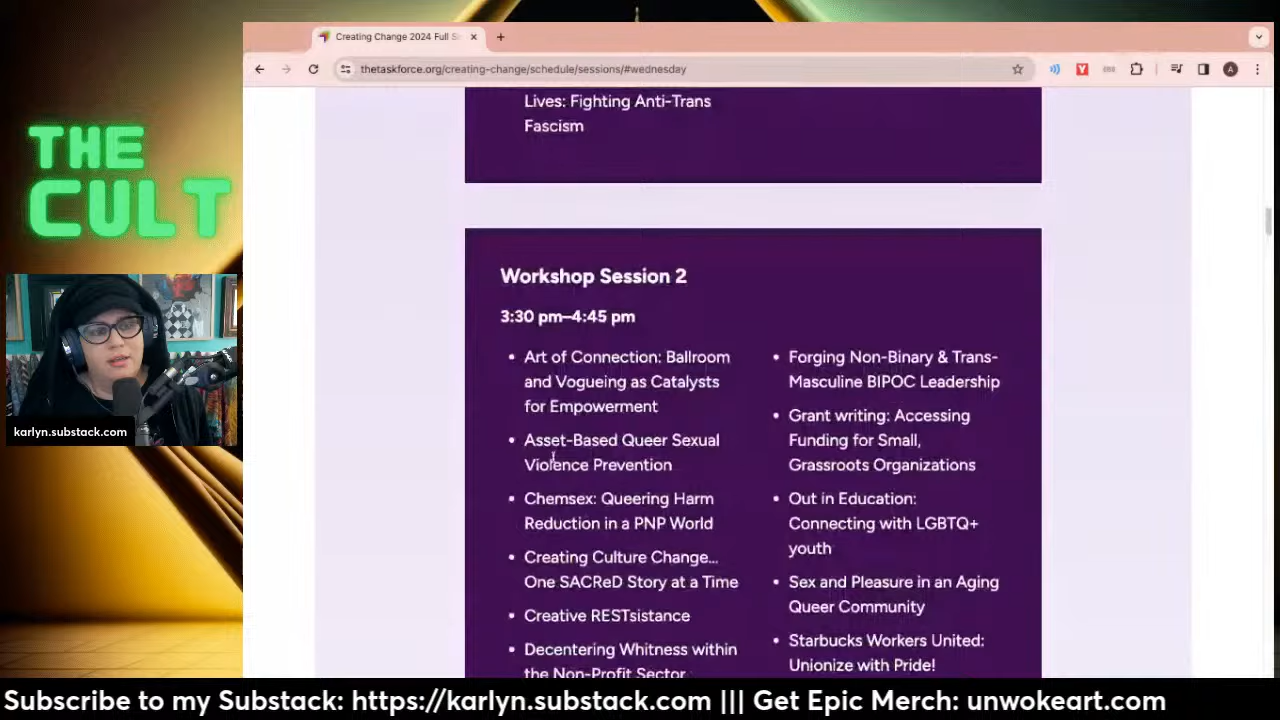 Creating Change 2024 Full Se
thetaskforce.org/creating-change/schedule/sessions/#wednesday
A
THE
CULT
karlyn.substack.com
Lives: Fighting Anti-Trans
Fascism
Workshop Session 2
3:30 pm–4:45 pm
• Art of Connection: Ballroom
and Vogueing as Catalysts
for Empowerment
• Asset-Based Queer Sexual
Violence Prevention
• Chemsex: Queering Harm
Reduction in a PNP World
• Creating Culture Change...
One SACReD Story at a Time
• Creative RESTsistance
• Decentering Whitness within
the Non-Profit Sector
• Forging Non-Binary & Trans-
Masculine BIPOC Leadership
• Grant writing: Accessing
Funding for Small,
Grassroots Organizations
• Out in Education:
Connecting with LGBTQ+
youth
• Sex and Pleasure in an Aging
Queer Community
• Starbucks Workers United:
Unionize with Pride!
Subscribe to my Substack: https://karlyn.substack.com ||| Get Epic Merch: unwokeart.com